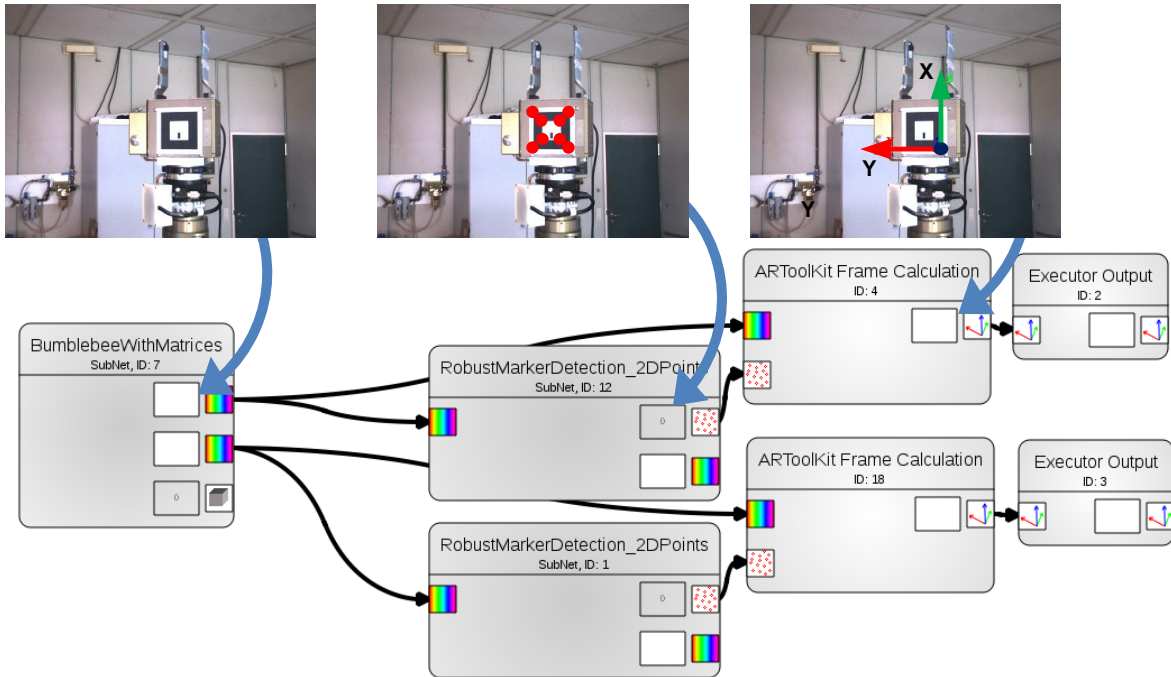 X
Y
Y
ARToolKit Frame Calculation
ID: 4
Executor Output
ID: 2
BumblebeeWithMatrices
SubNet, ID: 7
0
RobustMarkerDetection_2DPoints
SubNet, ID: 12
0
ARToolKit Frame Calculation
ID: 18
Executor Output
ID: 3
RobustMarkerDetection_2DPoints
SubNet, ID: 1
0